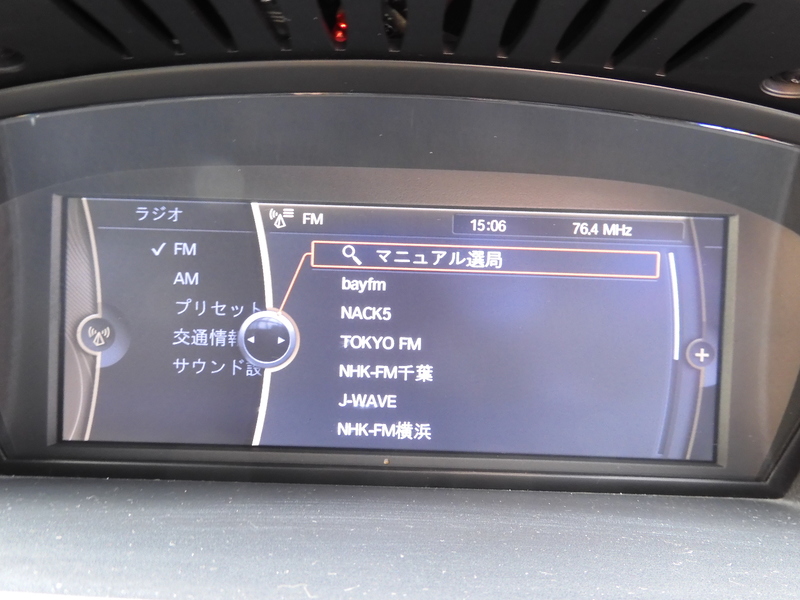 ラジオ
FM
AM
プリセット
交通情報
サウンド設
FM
15:06
76.4 MHz
マニュアル選局
bayfm
NACK5
TOKYO FM
NHK-FM千葉
J-WAVE
NHK-FM横浜